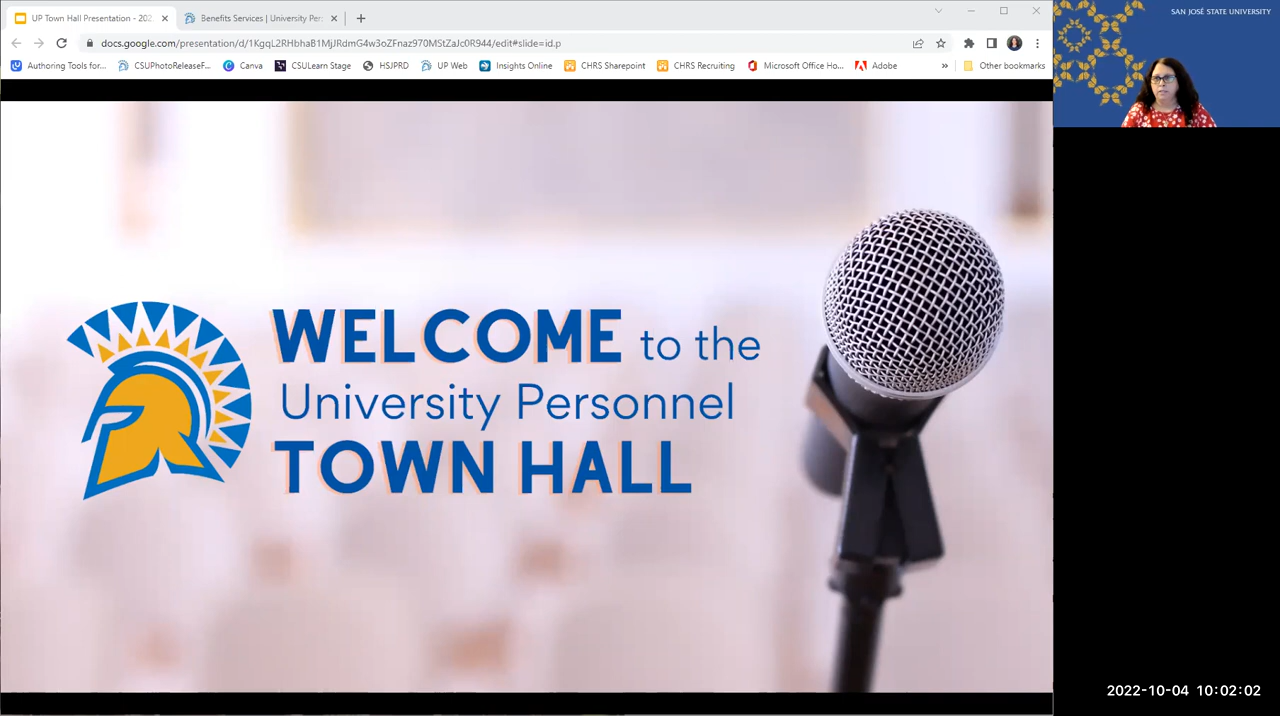 UP Town Hall Presentation - 202
Benefits Services | University Per
docs.google.com/presentation/d/1KgqL2RHbhaBtMjJRdmG4w3oZFnaz970MStZaJc0R944/edit#slide=id.p
Authoring Tools for...
CSUPhotoReleaseF...
Canva
CSULearn Stage
HSJPRD
UP Web
Insights Online
CHRS Sharepoint
CHRS Recruiting
Microsoft Office Ho...
Adobe
»
Other bookmarks
SAN JOSÉ STATE UNIVERSITY
WELCOME to the
University Personnel
TOWN HALL
2022-10-04 10:02:02